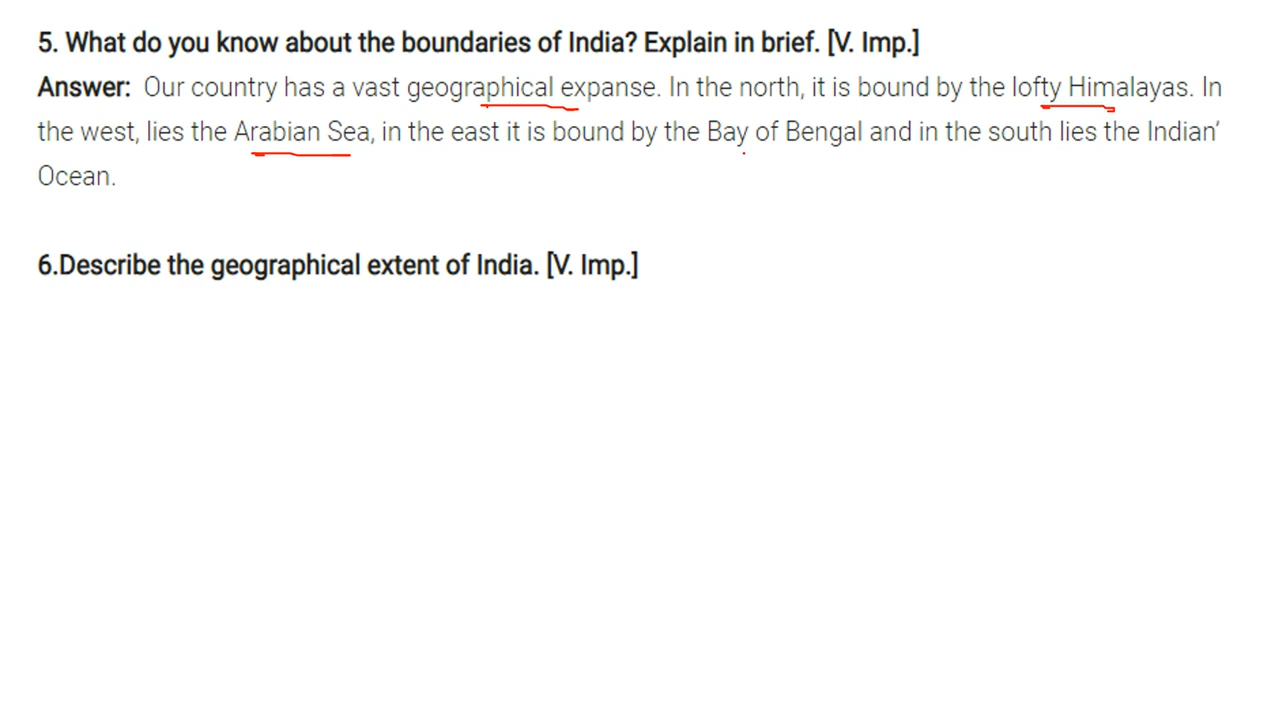 5. What do you know about the boundaries of India? Explain in brief. [V. Imp.]
Answer: Our country has a vast geographical expanse. In the north, it is bound by the lofty Himalayas. In
the west, lies the Arabian Sea, in the east it is bound by the Bay of Bengal and in the south lies the Indian’
Ocean.
6.Describe the geographical extent of India. [V. Imp.]